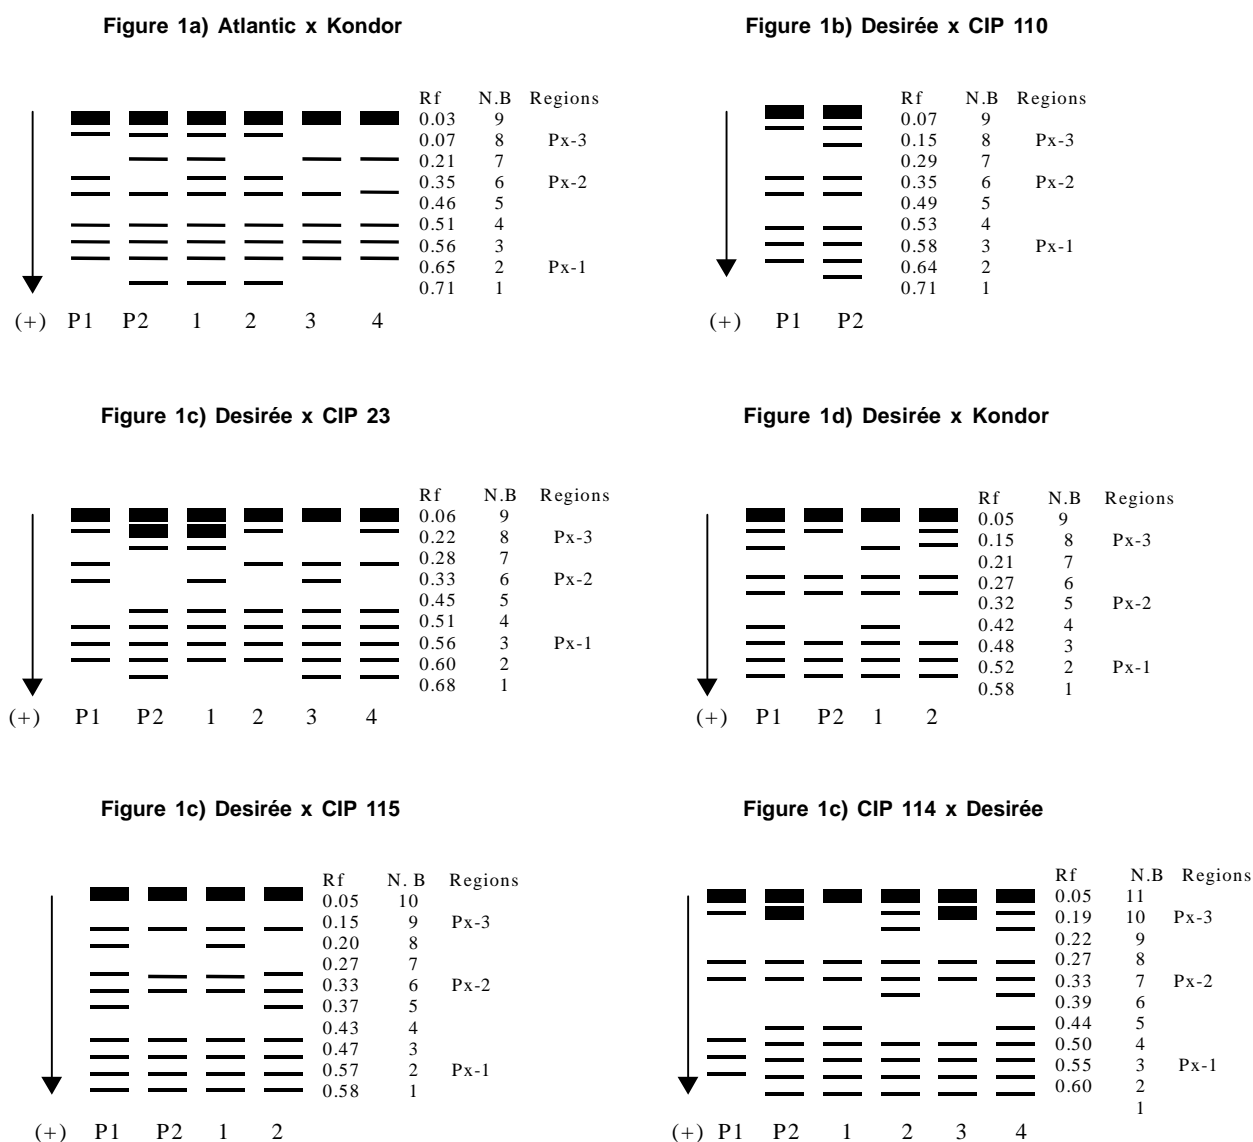 Figure 1a) Atlantic x Kondor
Rf N.B Regions
0.03 9
0.07 8 Px-3
0.21 7
0.35 6 Px-2
0.46 5
0.51 4
0.56 3
0.65 2 Px-1
0.71 1
(+) P1 P2 1 2 3 4
Figure 1b) Desirée x CIP 110
Rf N.B Regions
0.07 9
0.15 8 Px-3
0.29 7
0.35 6 Px-2
0.49 5
0.53 4
0.58 3 Px-1
0.64 2
0.71 1
(+) P1 P2
Figure 1c) Desirée x CIP 23
Rf N.B Regions
0.06 9
0.22 8 Px-3
0.28 7
0.33 6 Px-2
0.45 5
0.51 4
0.56 3 Px-1
0.60 2
0.68 1
(+) P1 P2 1 2 3 4
Figure 1d) Desirée x Kondor
Rf N.B Regions
0.05 9
0.15 8 Px-3
0.21 7
0.27 6
0.32 5 Px-2
0.42 4
0.48 3
0.52 2 Px-1
0.58 1
(+) P1 P2 1 2
Figure 1c) Desirée x CIP 115
Rf N. B Regions
0.05 10
0.15 9 Px-3
0.20 8
0.27 7
0.33 6 Px-2
0.37 5
0.43 4
0.47 3
0.57 2 Px-1
0.58 1
(+) P1 P2 1 2
Figure 1c) CIP 114 x Desirée
Rf N.B Regions
0.05 11
0.19 10 Px-3
0.22 9
0.27 8
0.33 7 Px-2
0.39 6
0.44 5
0.50 4
0.55 3 Px-1
0.60 2
1
(+) P1 P2 1 2 3 4